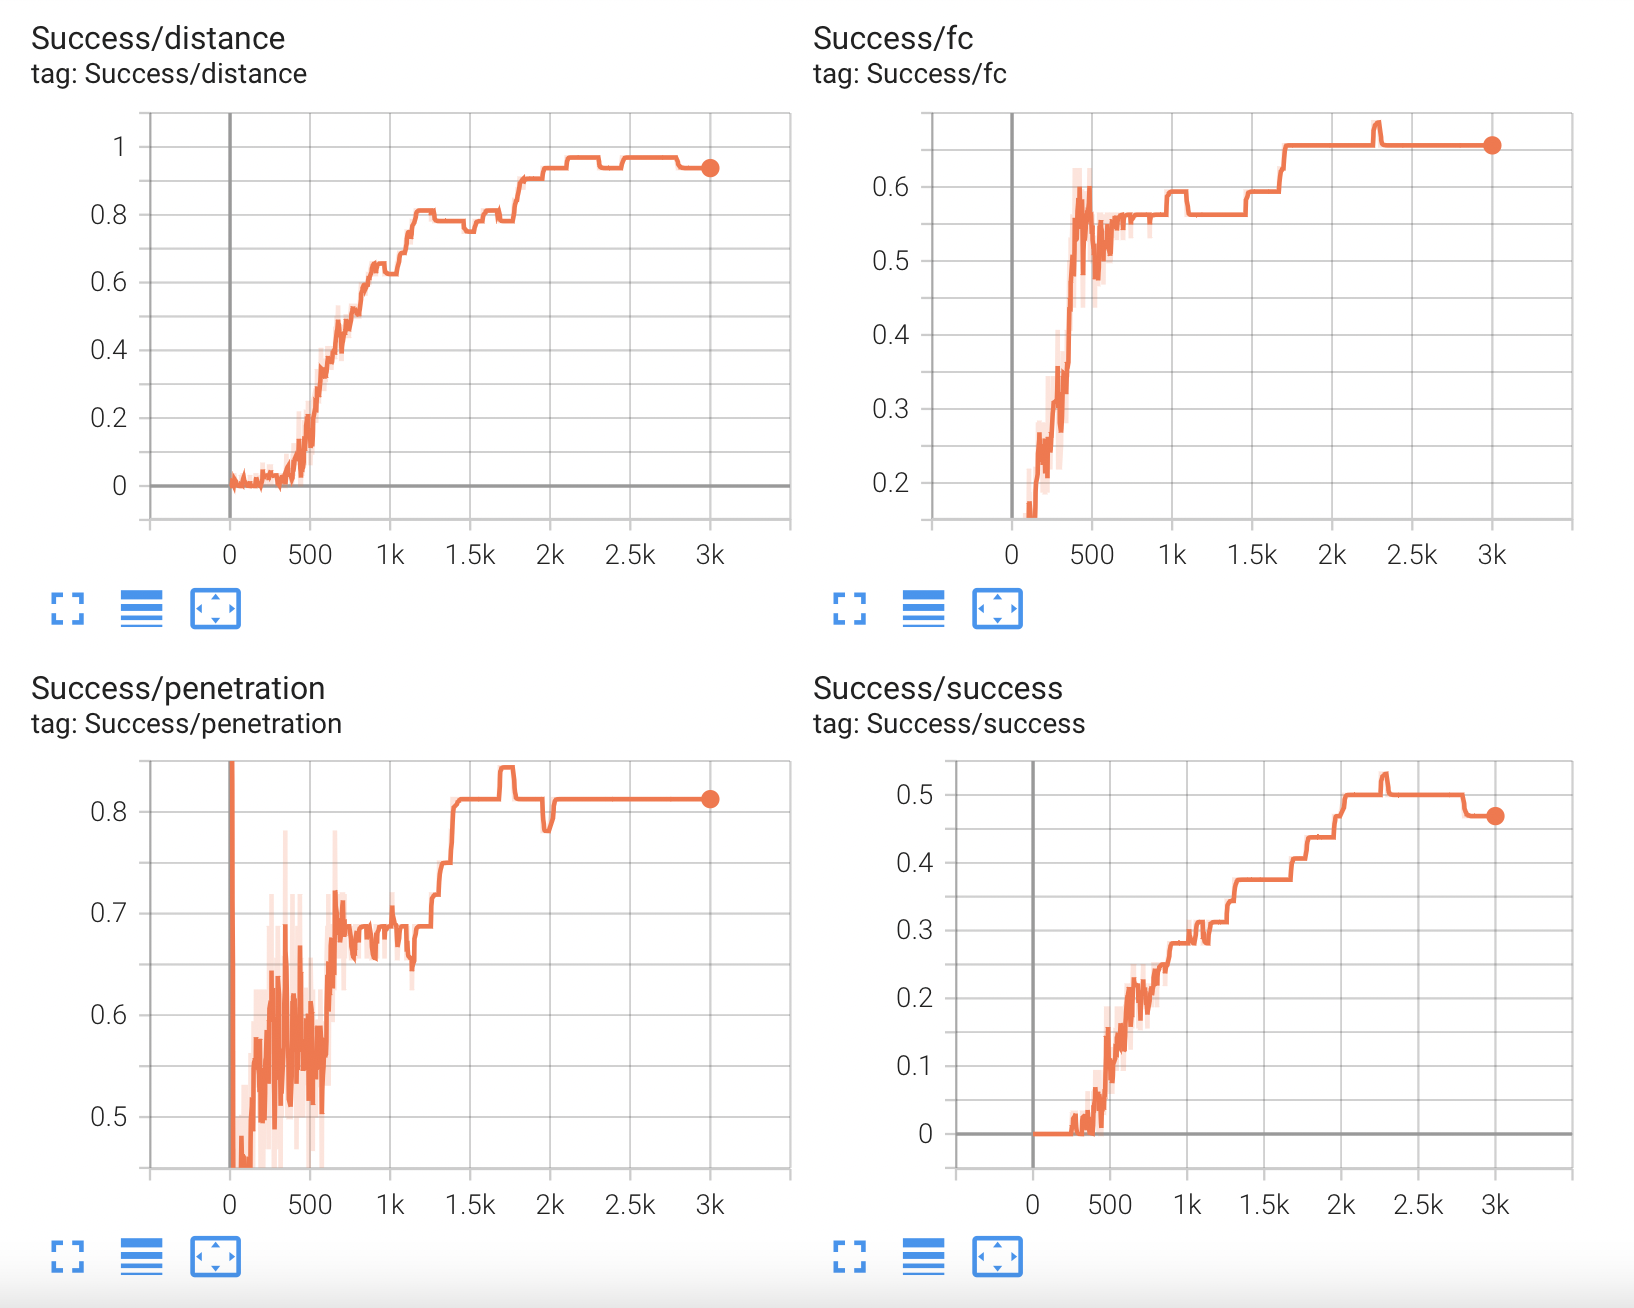 Success/distance
tag: Success/distance
1
0.8
0.6
0.4
0.2
0
0 500 1k 1.5k 2k 2.5k 3k
Success/fc
tag: Success/fc
0.6
0.5
0.4
0.3
0.2
0 500 1k 1.5k 2k 2.5k 3k
Success/penetration
tag: Success/penetration
0.8
0.7
0.6
0.5
0 500 1k 1.5k 2k 2.5k 3k
Success/success
tag: Success/success
0.5
0.4
0.3
0.2
0.1
0
0 500 1k 1.5k 2k 2.5k 3k